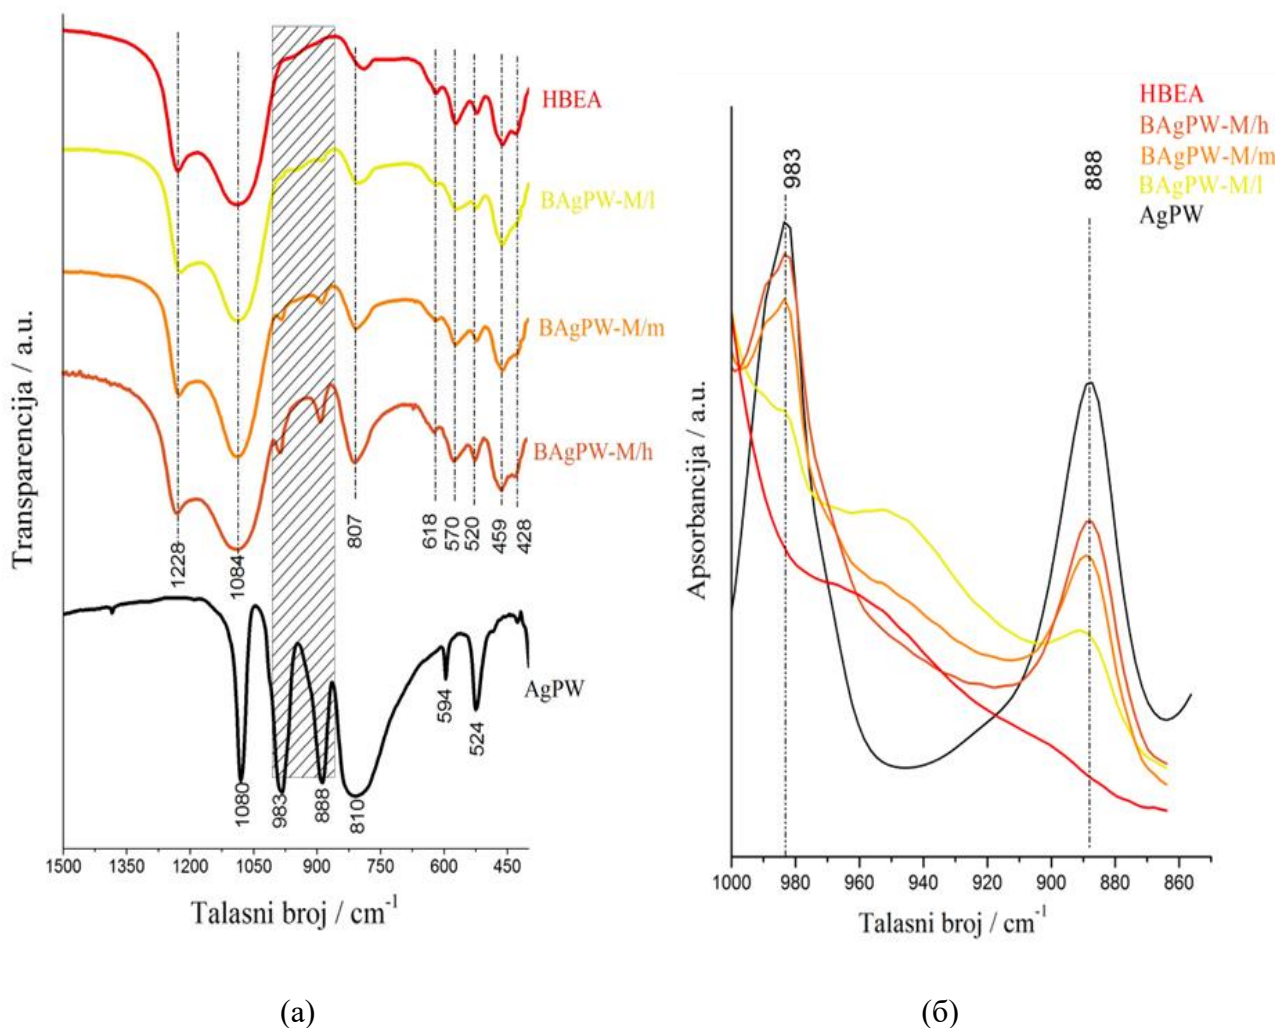 HBEA
BAgPW-M/l
BAgPW-M/m
BAgPW-M/h
AgPW
1228
1084
807
618
570
520
459
428
1080
983
888
810
594
524
Transparencija / a.u.
1500
1350
1200
1050
900
750
600
450
Talasni broj / cm⁻¹
(а)
HBEA
BAgPW-M/h
BAgPW-M/m
BAgPW-M/l
AgPW
983
888
Apsorbancija / a.u.
1000
980
960
940
920
900
880
860
Talasni broj / cm⁻¹
(б)